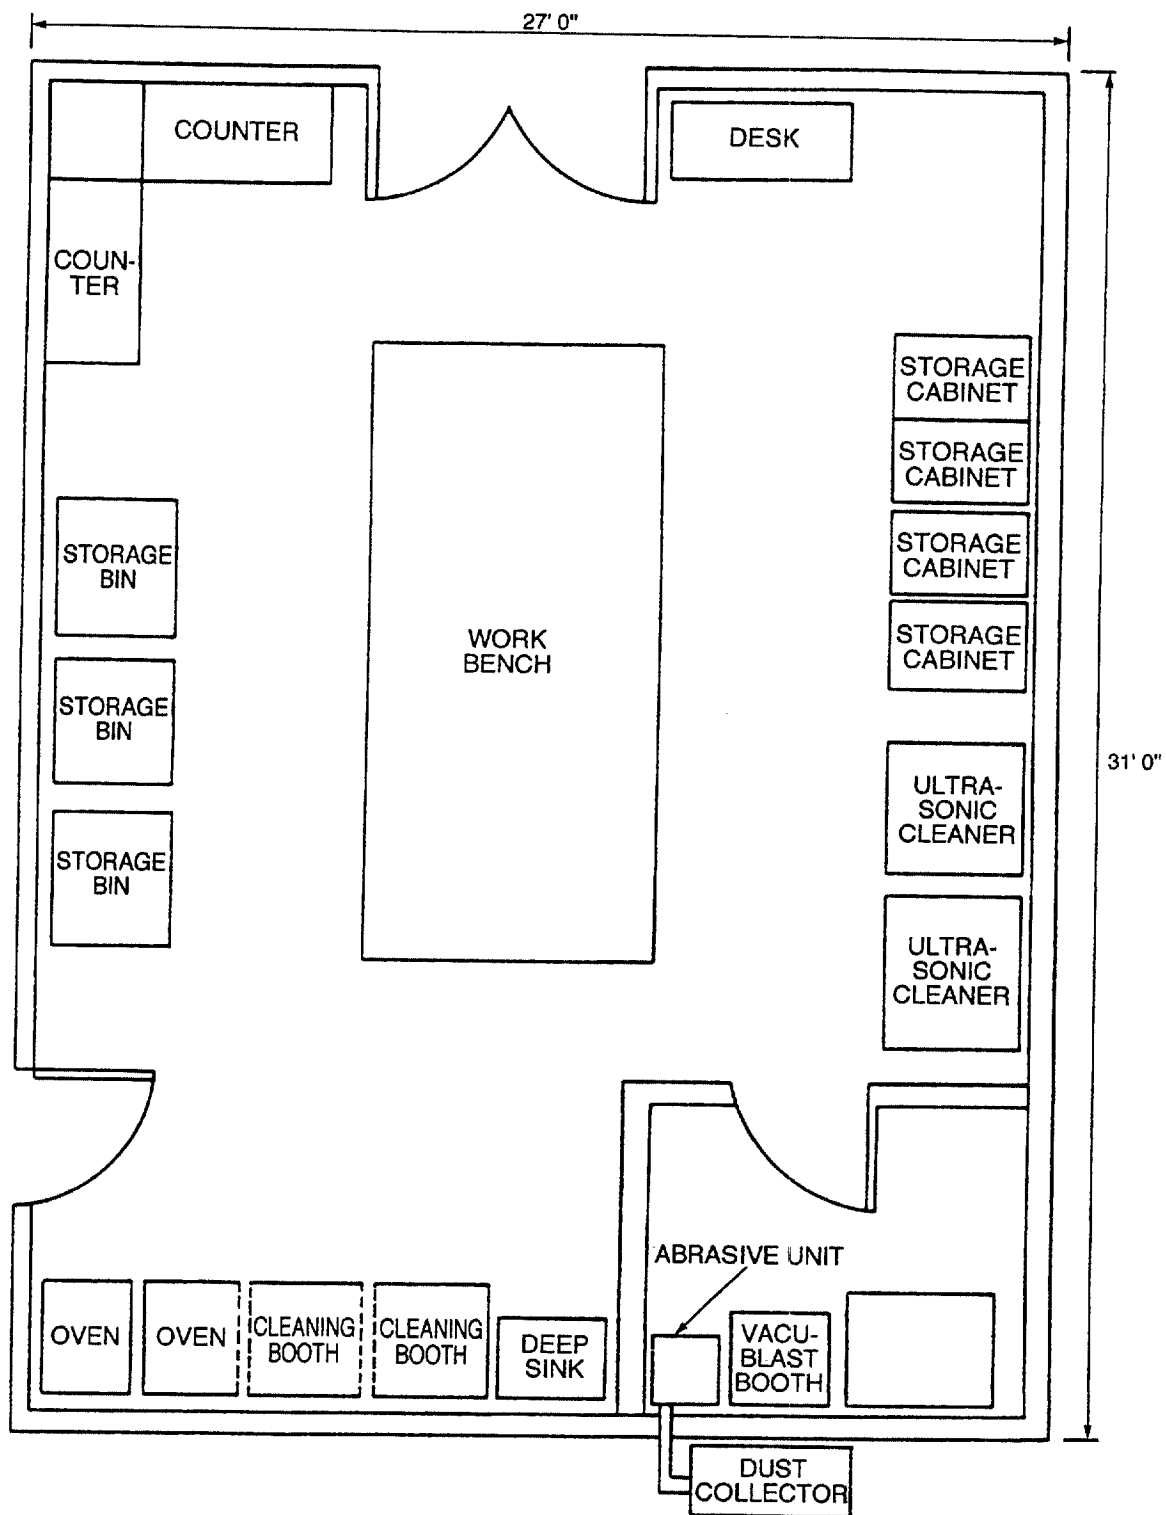 27' 0"
COUNTER
DESK
COUN-
TER
STORAGE
CABINET
STORAGE
CABINET
STORAGE
BIN
STORAGE
CABINET
WORK
BENCH
STORAGE
CABINET
STORAGE
BIN
31' 0"
ULTRA-
SONIC
CLEANER
STORAGE
BIN
ULTRA-
SONIC
CLEANER
ABRASIVE UNIT
OVEN
OVEN
CLEANING
BOOTH
CLEANING
BOOTH
DEEP
SINK
VACU-
BLAST
BOOTH
DUST
COLLECTOR